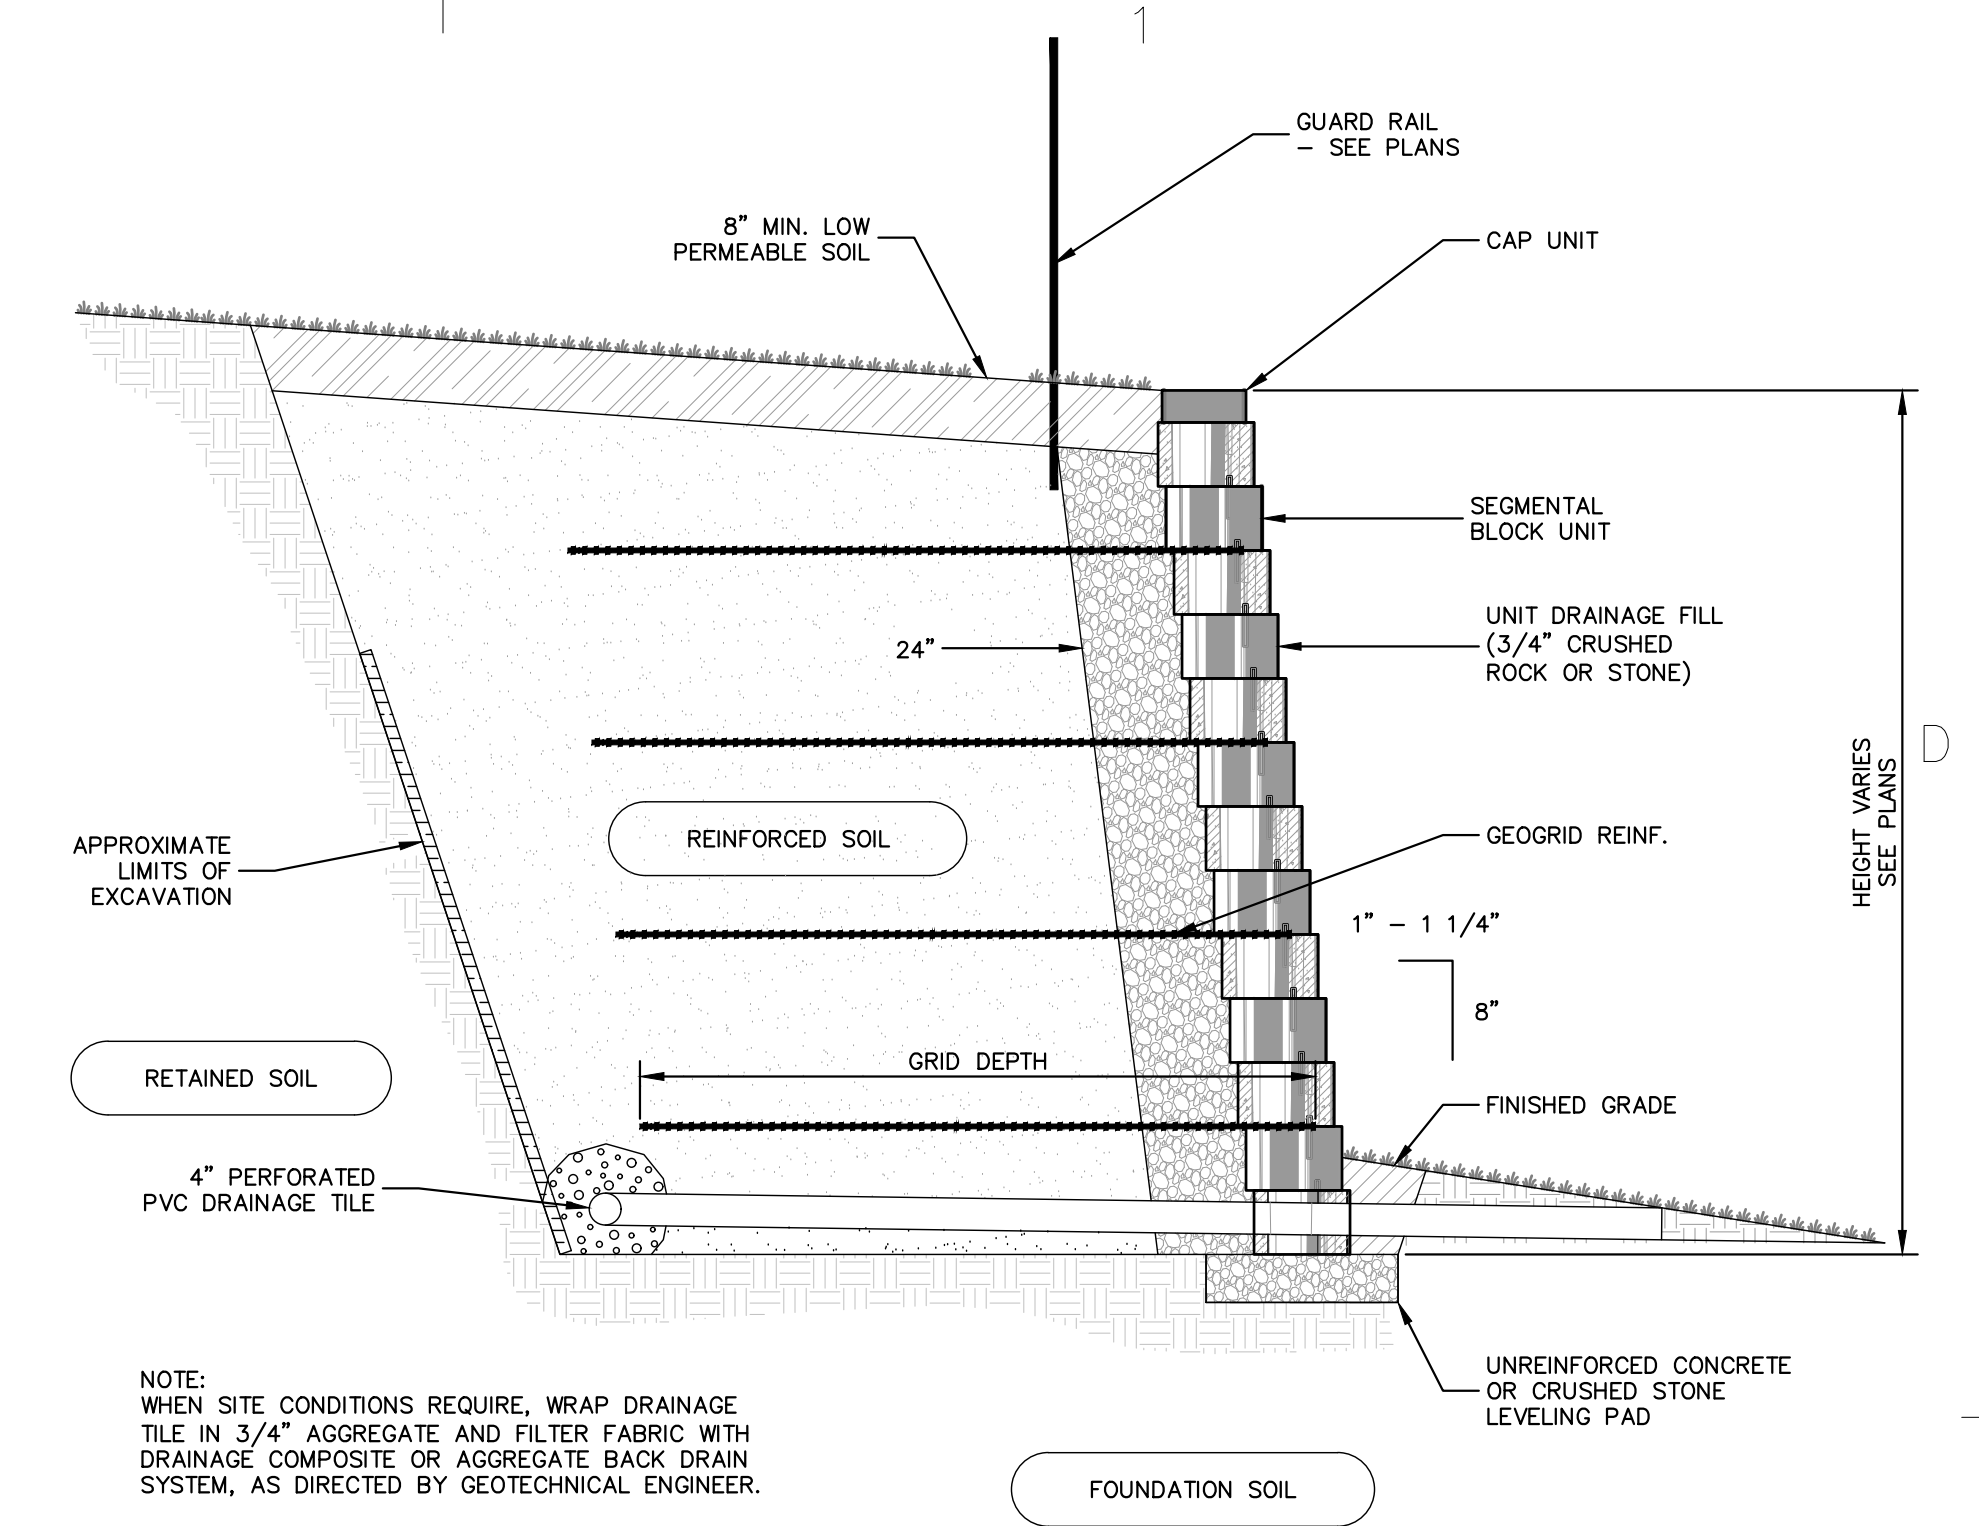 1
GUARD RAIL
– SEE PLANS
8” MIN. LOW
PERMEABLE SOIL
CAP UNIT
SEGMENTAL
BLOCK UNIT
UNIT DRAINAGE FILL
(3/4” CRUSHED
ROCK OR STONE)
24”
D
HEIGHT VARIES
SEE PLANS
REINFORCED SOIL
GEOGRID REINF.
APPROXIMATE
LIMITS OF
EXCAVATION
1” – 1 1/4”
8”
GRID DEPTH
RETAINED SOIL
FINISHED GRADE
4” PERFORATED
PVC DRAINAGE TILE
UNREINFORCED CONCRETE
OR CRUSHED STONE
LEVELING PAD
NOTE:
WHEN SITE CONDITIONS REQUIRE, WRAP DRAINAGE
TILE IN 3/4” AGGREGATE AND FILTER FABRIC WITH
DRAINAGE COMPOSITE OR AGGREGATE BACK DRAIN
SYSTEM, AS DIRECTED BY GEOTECHNICAL ENGINEER.
FOUNDATION SOIL